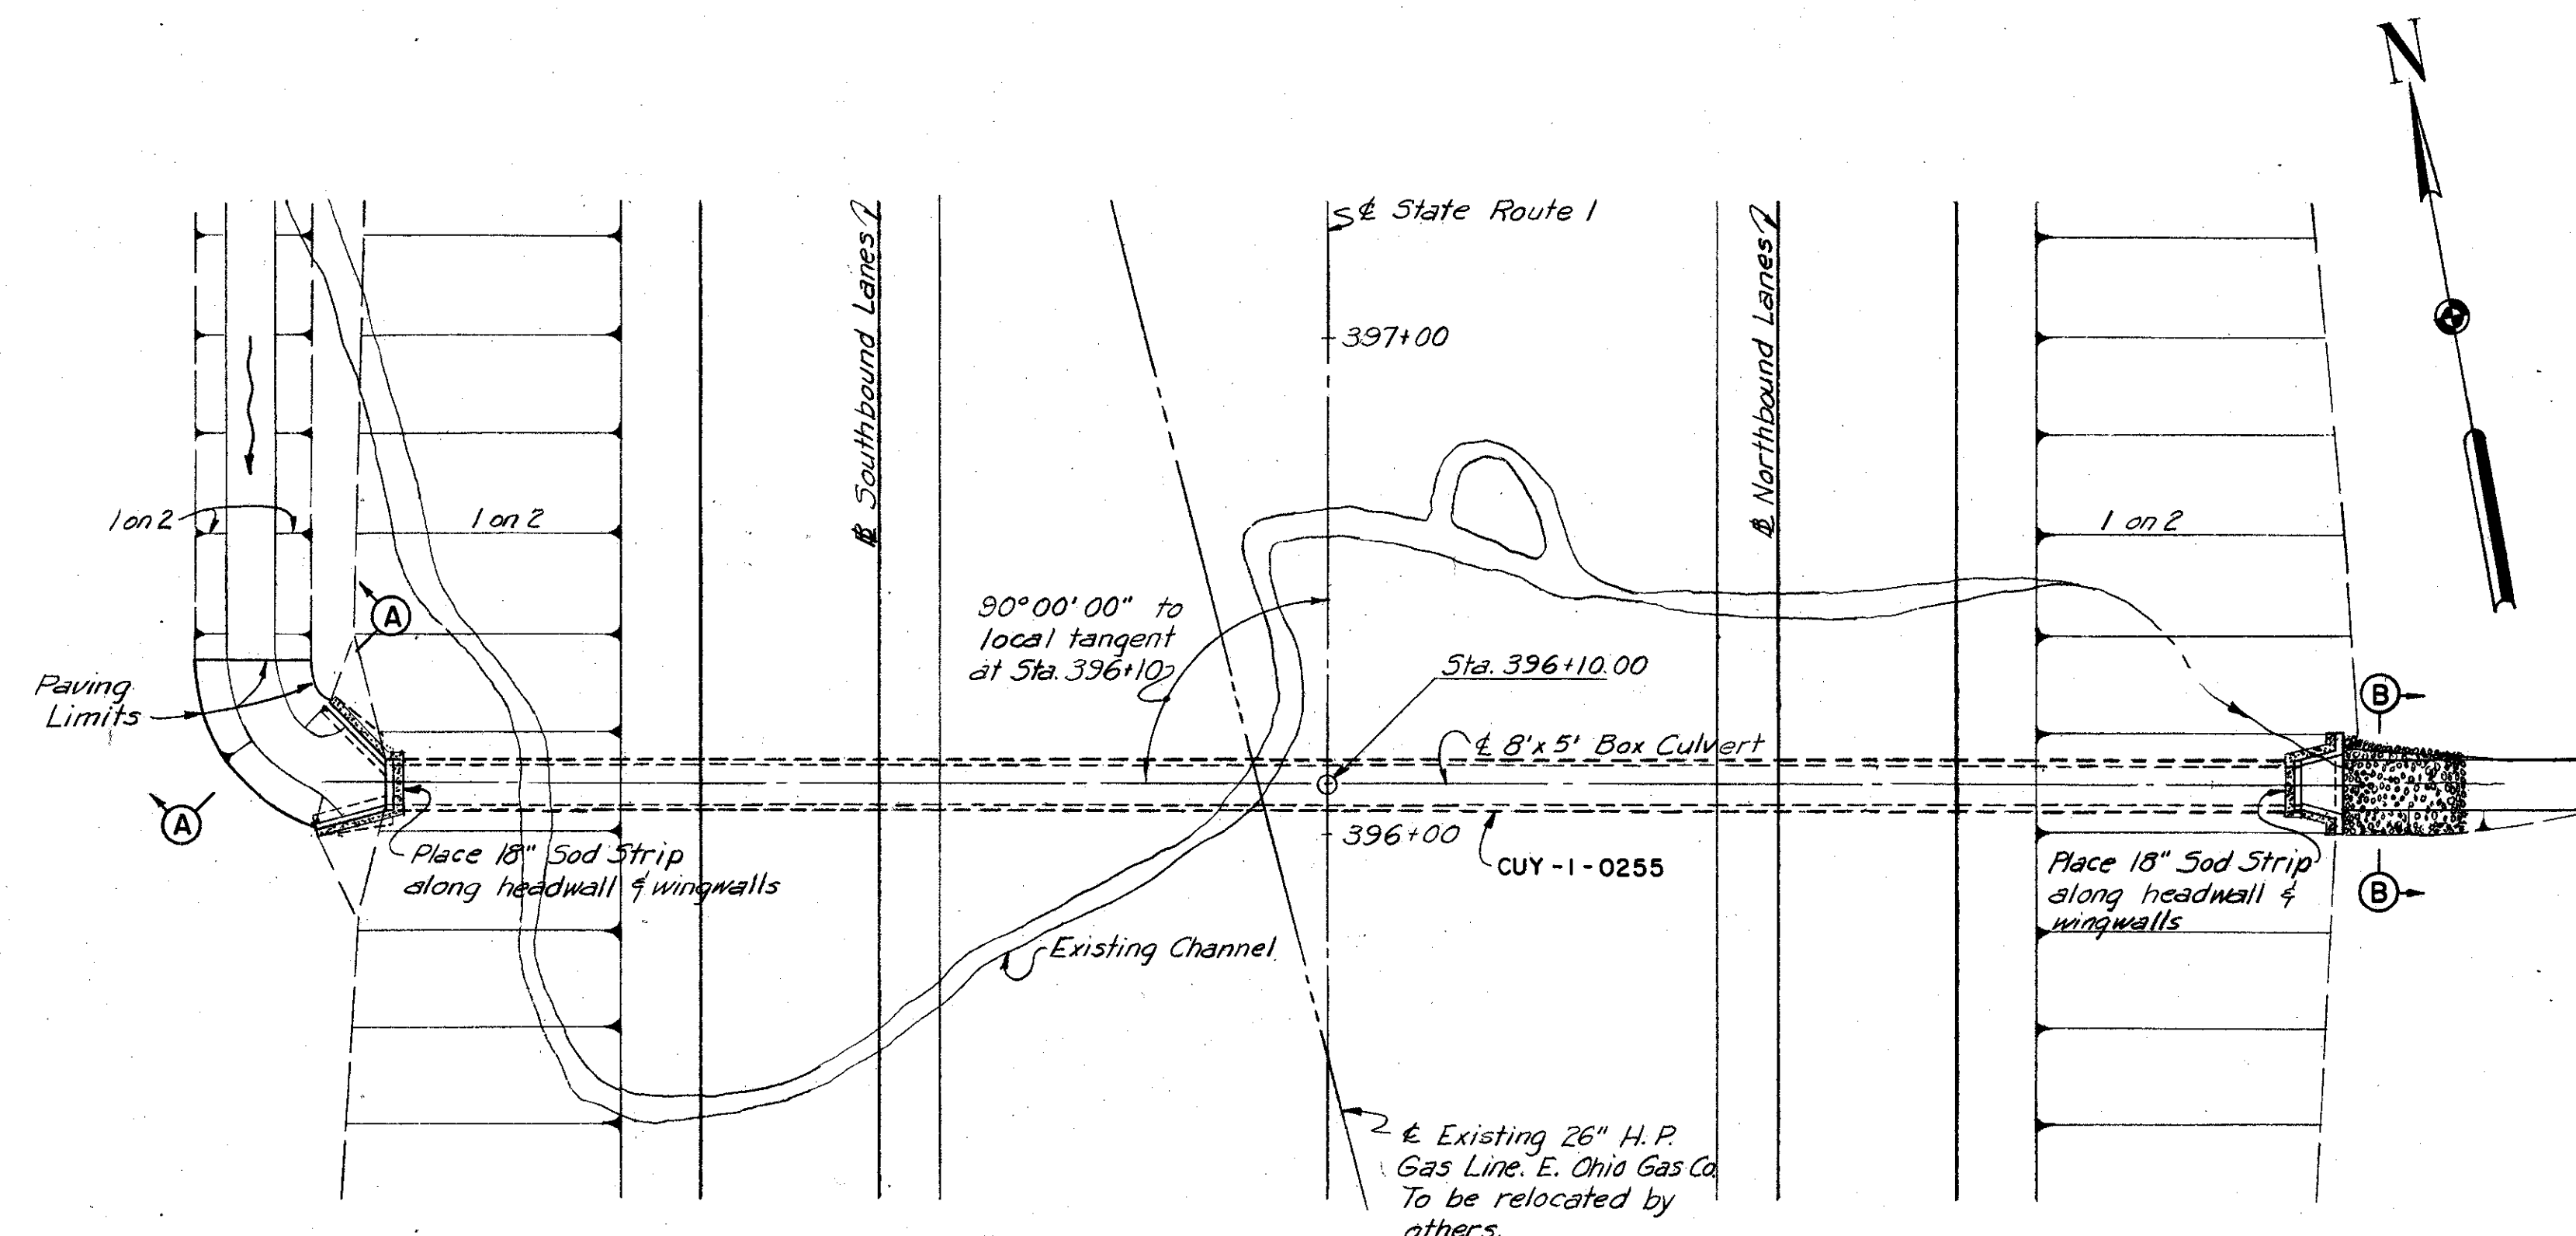 N
℄ State Route 1
℄ Southbound Lanes
℄ Northbound Lanes
397+00
1 on 2
1 on 2
1 on 2
A
90°00'00" to
local tangent
at Sta. 396+10
Sta. 396+10.00
Paving
Limits
B
℄ 8'x 5' Box Culvert
A
396+00
CUY-1-0255
Place 18" Sod Strip
along headwall & wingwalls
Place 18" Sod Strip
along headwall &
wingwalls
B
Existing Channel
℄ Existing 26" H.P.
Gas Line. E. Ohio Gas Co.
To be relocated by
others.